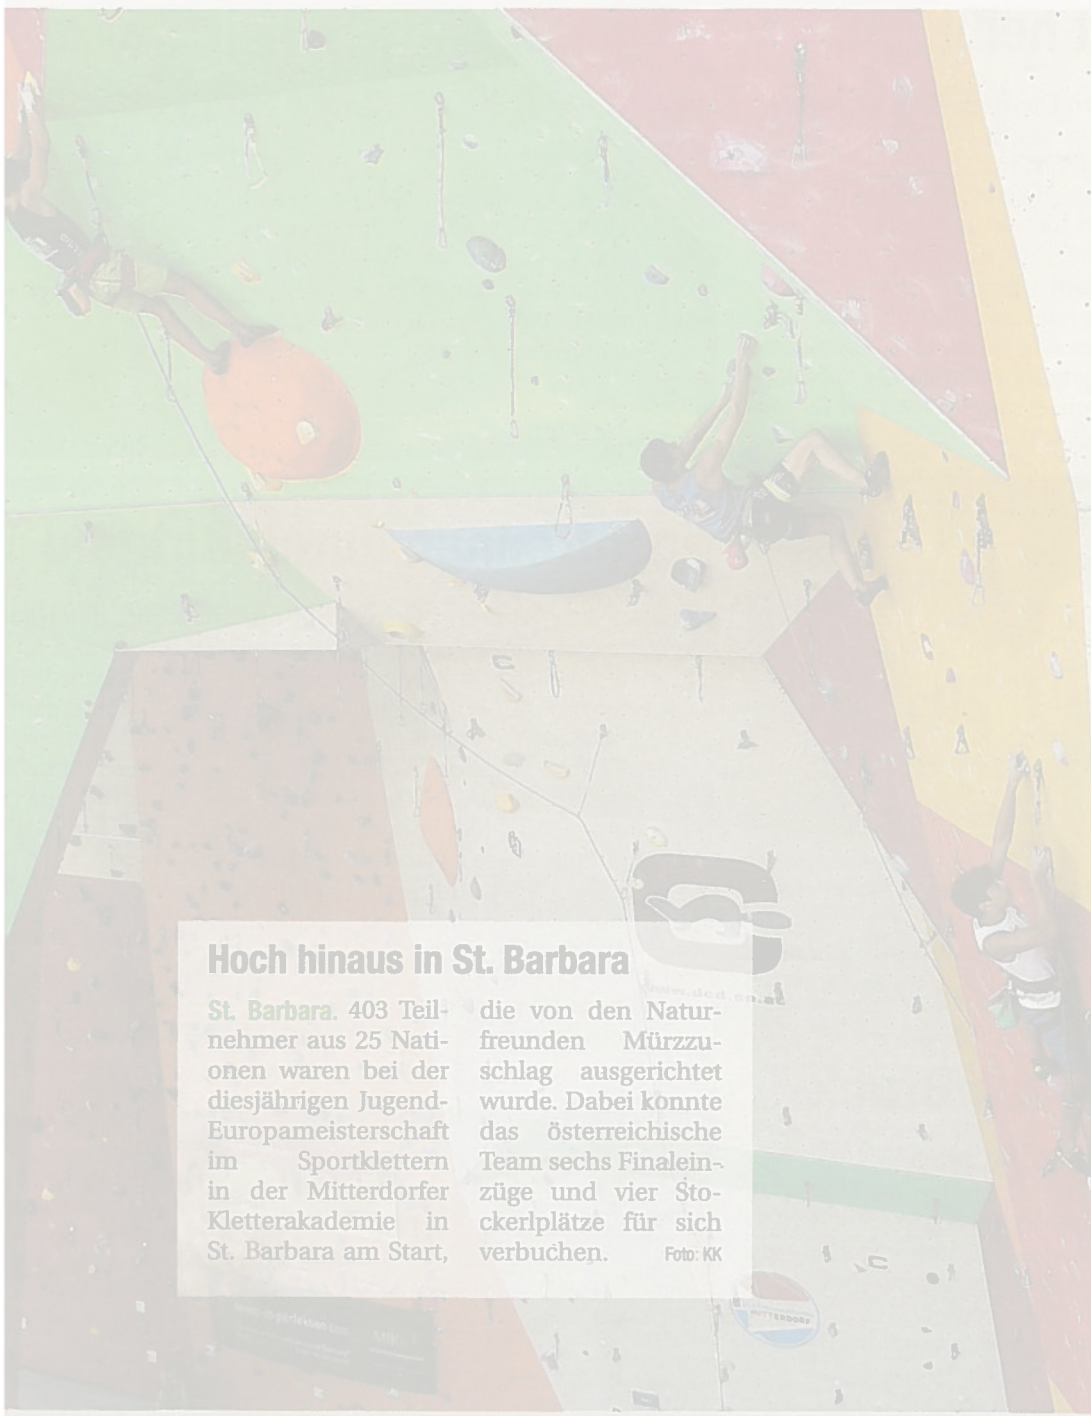 Hoch hinaus in St. Barbara
St. Barbara. 403 Teil-
nehmer aus 25 Nati-
onen waren bei der
diesjährigen Jugend-
Europameisterschaft
im Sportklettern
in der Mitterdorfer
Kletterakademie in
St. Barbara am Start,
die von den Natur-
freunden Mürzzu-
schlag ausgerichtet
wurde. Dabei konnte
das österreichische
Team sechs Finalein-
züge und vier Sto-
ckerlplätze für sich
verbuchen.
Foto: KK
MITTERDORF